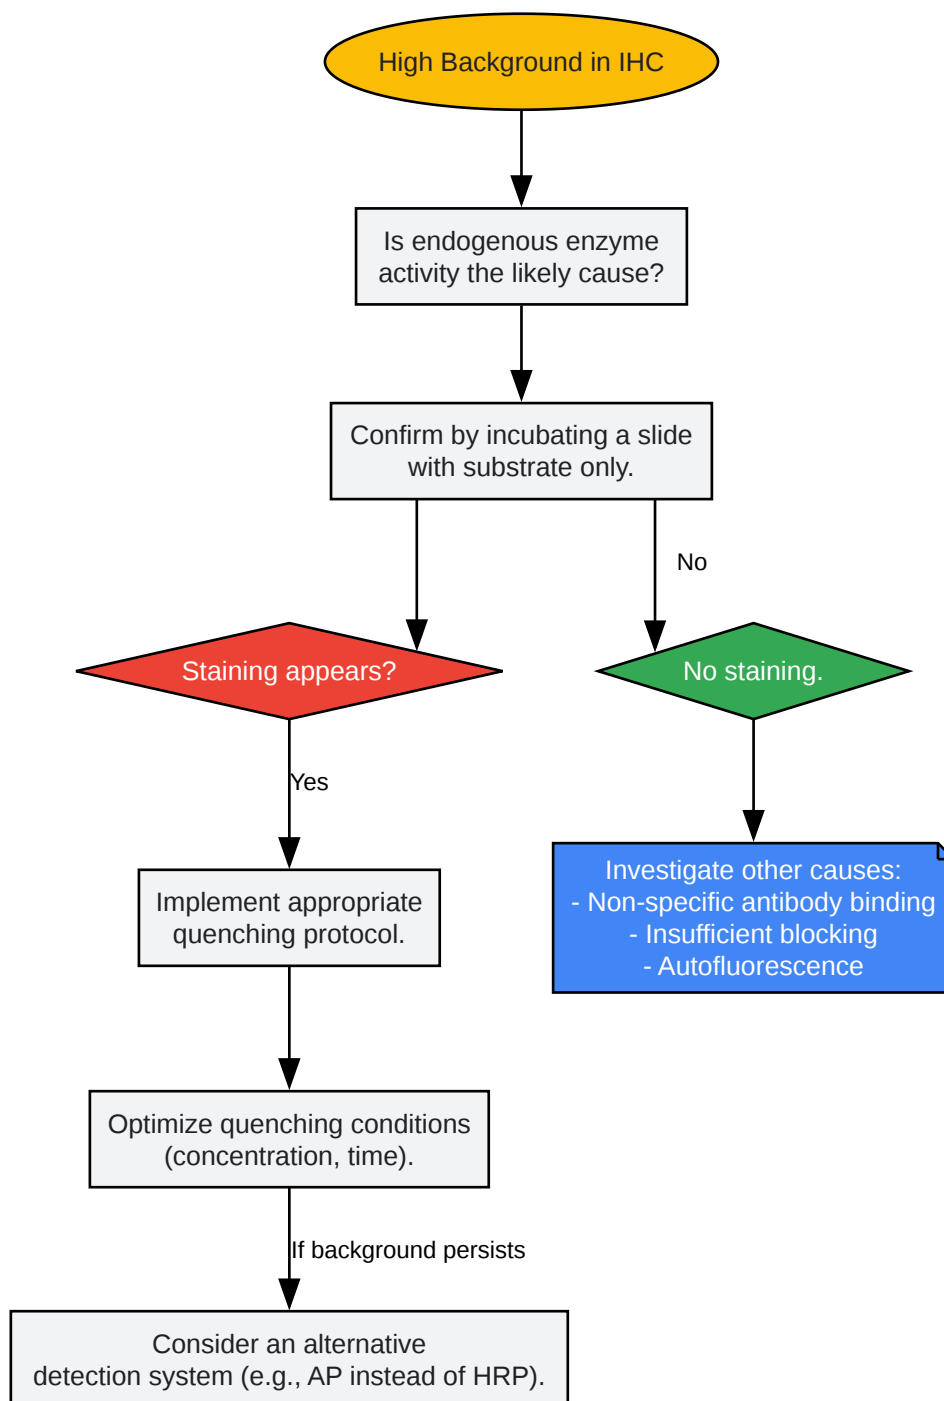 High Background in IHC
Is endogenous enzyme
activity the likely cause?
Confirm by incubating a slide
with substrate only.
No
Staining appears?
No staining.
Yes
Investigate other causes:
- Non-specific antibody binding
- Insufficient blocking
- Autofluorescence
Implement appropriate
quenching protocol.
Optimize quenching conditions
(concentration, time).
If background persists
Consider an alternative
detection system (e.g., AP instead of HRP).